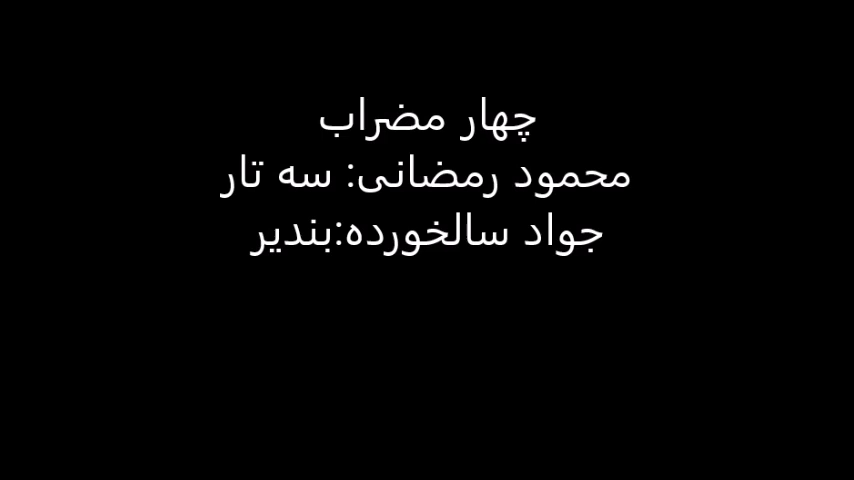 چهار مضراب
محمود رمضانی: سه تار
جواد سالخورده:بندیر